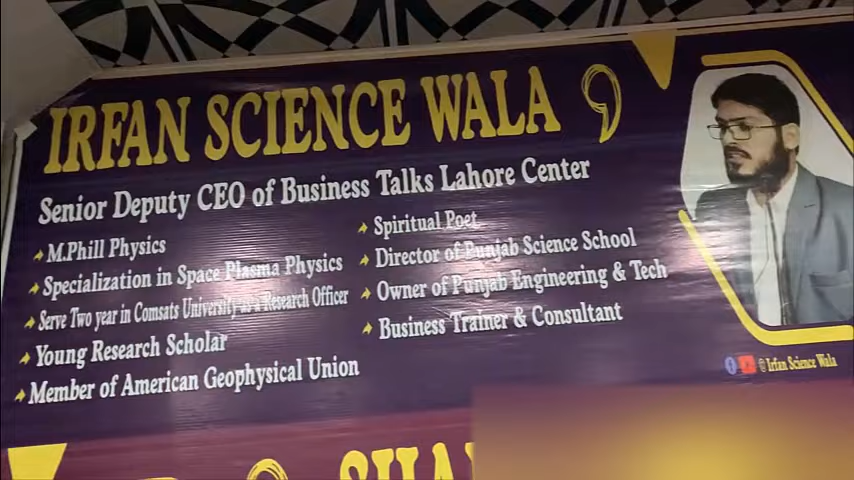 IRFAN SCIENCE WALA
Senior Deputy CEO of Business Talks Lahore Center
M.Phill Physics
Specialization in Space Plasma Physics
Serve Two year in Comsats University as a Research Officer
Young Research Scholar
Member of American Geophysical Union
Spiritual Poet
Director of Punjab Science School
Owner of Punjab Engineering & Tech
Business Trainer & Consultant
@ Irfan Science Wala